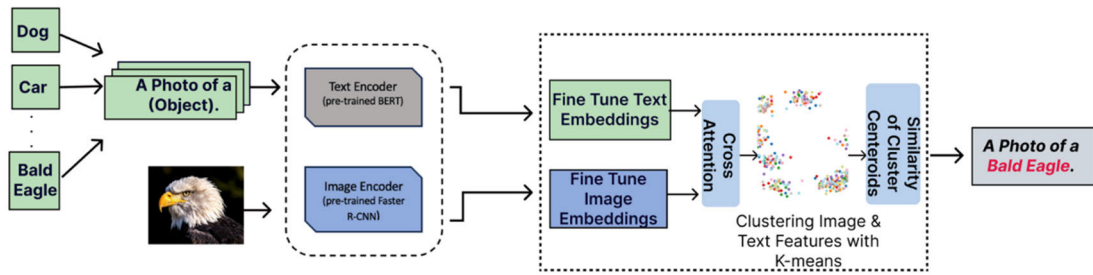 Dog
Car
Bald
Eagle
A Photo of a
(Object).
Text Encoder
(pre-trained BERT)
Image Encoder
(pre-trained Faster
R-CNN)
Fine Tune Text
Embeddings
Fine Tune
Image
Embeddings
Cross
Attention
Clustering Image &
Text Features with
K-means
Similarity
of Cluster
Centeroids
A Photo of a
Bald Eagle.